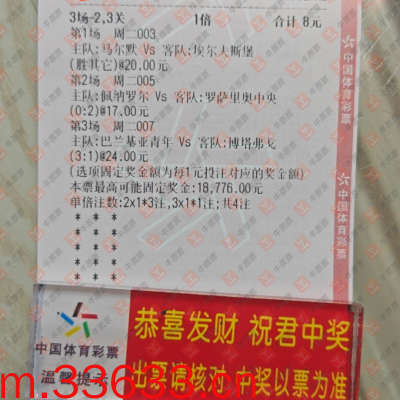 3场-2,3关 1倍 合计 8元
第1场 周二003
主队:马尔默 Vs 客队:埃尔夫斯堡
(胜其它)@20.00元
第2场 周二005
主队:佩纳罗尔 Vs 客队:罗萨里奥中央
(0:2)@17.00元
第3场 周二007
主队:巴兰基亚青年 Vs 客队:博塔弗戈
(3:1)@24.00元
(选项固定奖金额为每1元投注对应的奖金额)
本票最高可能固定奖金:18,776.00元
单倍注数:2x1*3注,3x1*1注;共4注
* * *
* * *
* * *
* * *
* * *
中国体育彩票
中国体育彩票
恭喜发财 祝君中奖
中国体育彩票
出票请核对 中奖以票为准
温馨提示